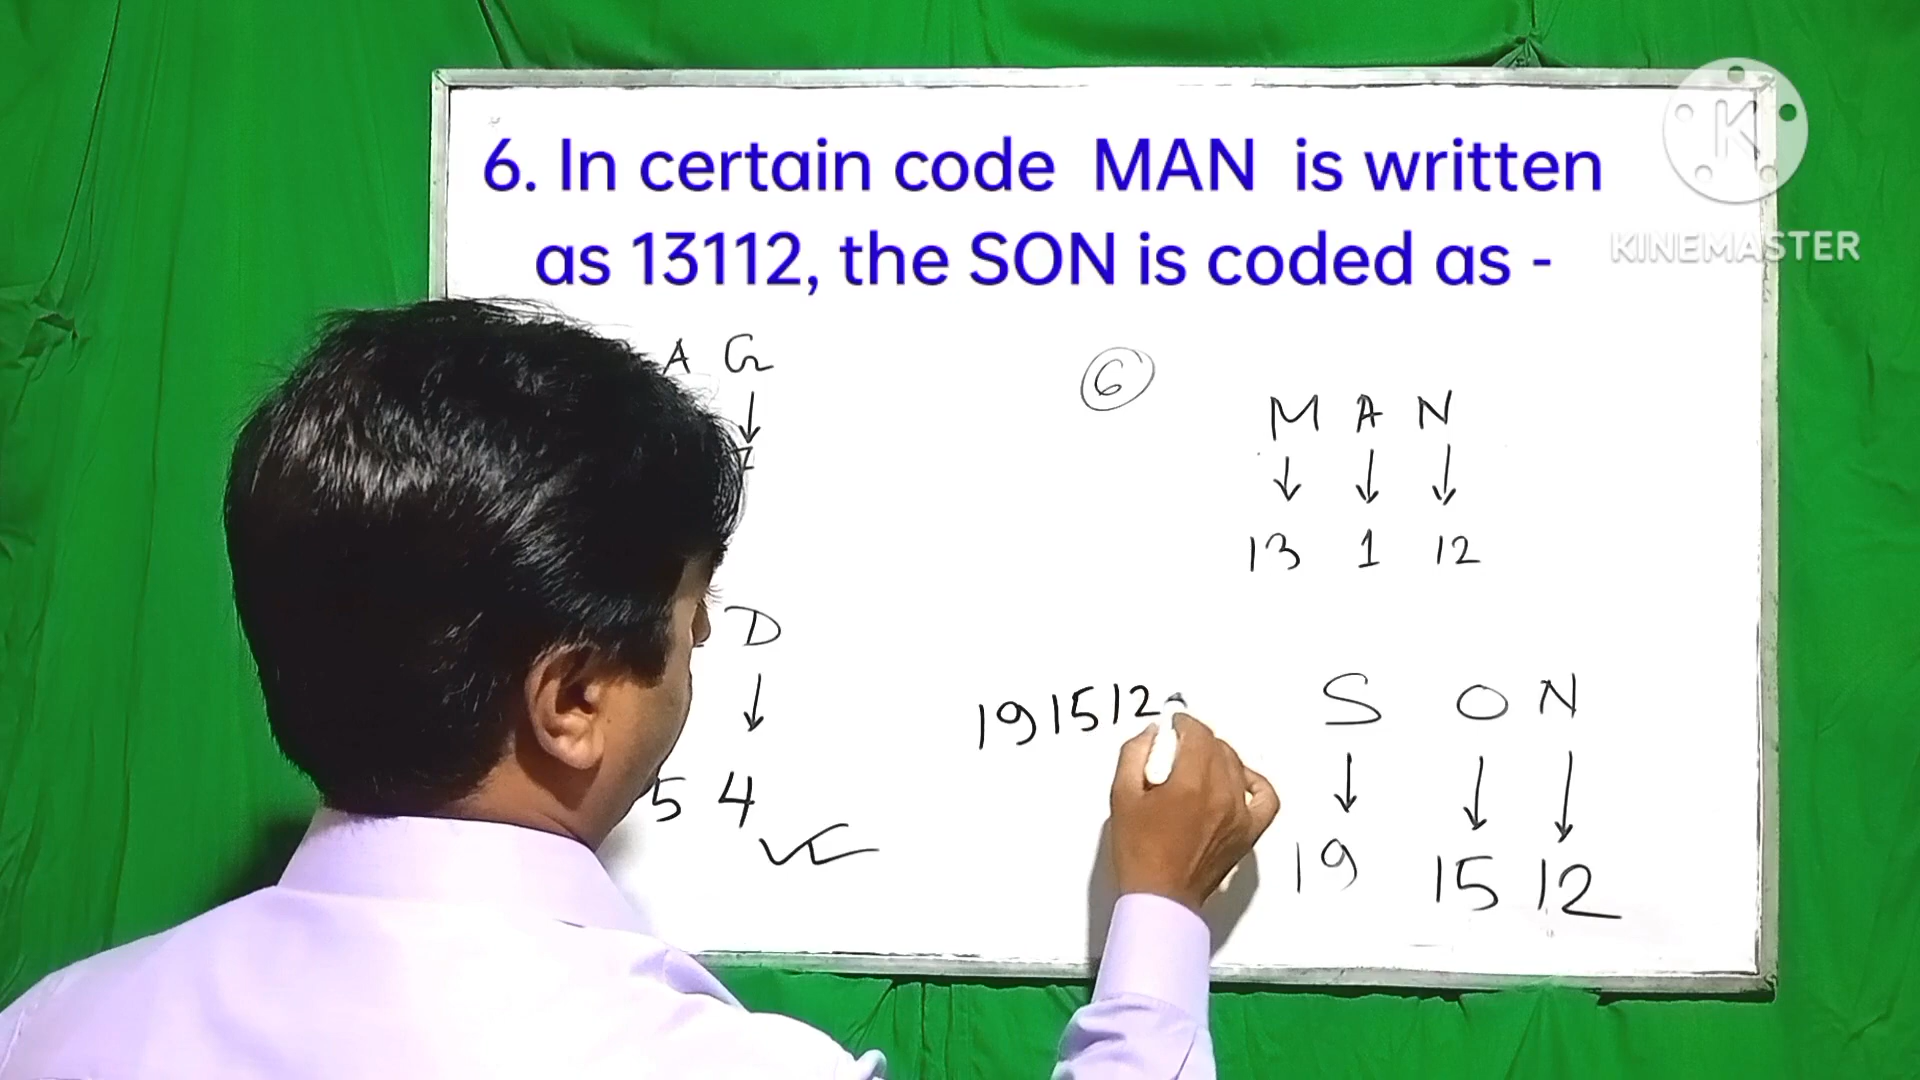 6. In certain code MAN is written
as 13112, the SON is coded as -
KINEMASTER
A G
7
D
5 4
6
M A N
13 1 12
191512
S O N
19 15 12